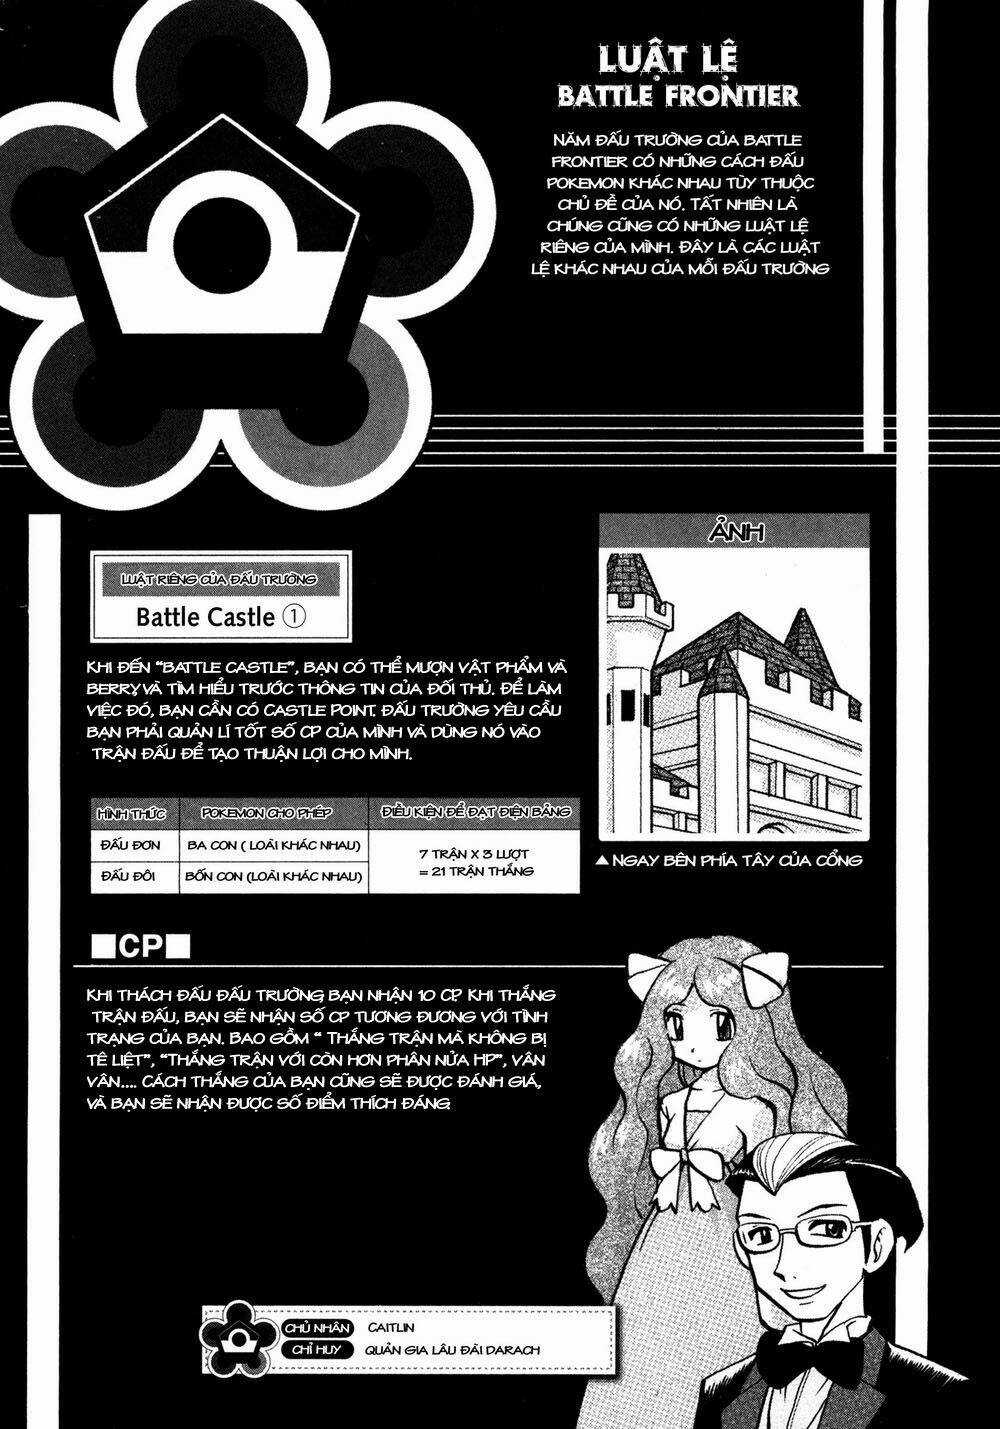 LUẬT LỆ
BATTLE FRONTIER
NĂM ĐẤU TRƯỜNG CỦA BATTLE
FRONTIER CÓ NHỮNG CÁCH ĐẤU
POKEMON KHÁC NHAU TÙY THUỘC
CHỦ ĐỀ CỦA NÓ. TẤT NHIÊN LÀ
CHÚNG CŨNG CÓ NHỮNG LUẬT LỆ
RIÊNG CỦA MÌNH. ĐÂY LÀ CÁC LUẬT
LỆ KHÁC NHAU CỦA MỖI ĐẤU TRƯỜNG
LUẬT RIÊNG CỦA ĐẤU TRƯỜNG
Battle Castle ①
KHI ĐẾN "BATTLE CASTLE", BẠN CÓ THỂ MƯỢN VẬT PHẨM VÀ
BERRY, VÀ TÌM HIỂU TRƯỚC THÔNG TIN CỦA ĐỐI THỦ. ĐỂ LÀM
VIỆC ĐÓ, BẠN CẦN CÓ CASTLE POINT. ĐẤU TRƯỜNG YÊU CẦU
BẠN PHẢI QUẢN LÍ TỐT SỐ CP CỦA MÌNH VÀ DÙNG NÓ VÀO
TRẬN ĐẤU ĐỂ TẠO THUẬN LỢI CHO MÌNH.
ẢNH
▲ NGAY BÊN PHÍA TÂY CỦA CỔNG
HÌNH THỨC POKEMON CHO PHÉP ĐIỀU KIỆN ĐỂ ĐẠT ĐIỆN BẢNG
ĐẤU ĐƠN BA CON ( LOÀI KHÁC NHAU)
ĐẤU ĐÔI BỐN CON (LOÀI KHÁC NHAU)
7 TRẬN X 3 LƯỢT
= 21 TRẬN THẮNG
■CP■
KHI THÁCH ĐẤU ĐẤU TRƯỜNG, BẠN NHẬN 10 CP. KHI THẮNG
TRẬN ĐẤU, BẠN SẼ NHẬN SỐ CP TƯƠNG ĐƯƠNG VỚI TÌNH
TRẠNG CỦA BẠN. BAO GỒM " THẮNG TRẬN MÀ KHÔNG BỊ
TÊ LIỆT", "THẮNG TRẬN VỚI CÒN HƠN PHÂN NỬA HP", VÂN
VÂN.... CÁCH THẮNG CỦA BẠN CŨNG SẼ ĐƯỢC ĐÁNH GIÁ,
VÀ BẠN SẼ NHẬN ĐƯỢC SỐ ĐIỂM THÍCH ĐÁNG.
CHỦ NHÂN CAITLIN
CHỈ HUY QUẢN GIA LÂU ĐÀI DARACH